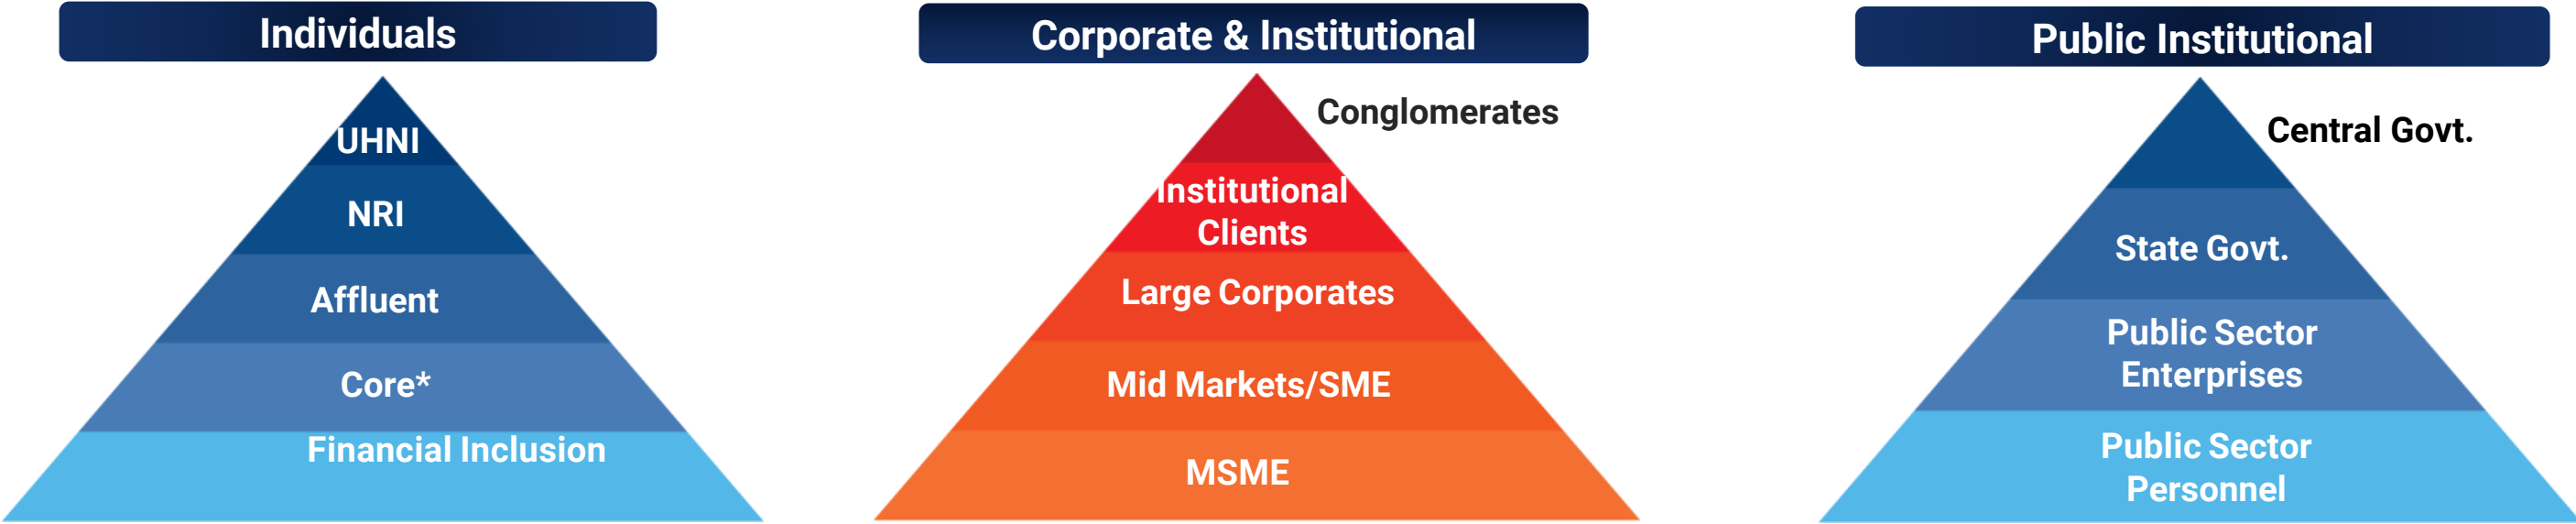 Individuals
UHNI
NRI
Affluent
Core*
Financial Inclusion
Corporate & Institutional
Conglomerates
Institutional
Clients
Large Corporates
Mid Markets/SME
MSME
Public Institutional
Central Govt.
State Govt.
Public Sector
Enterprises
Public Sector
Personnel